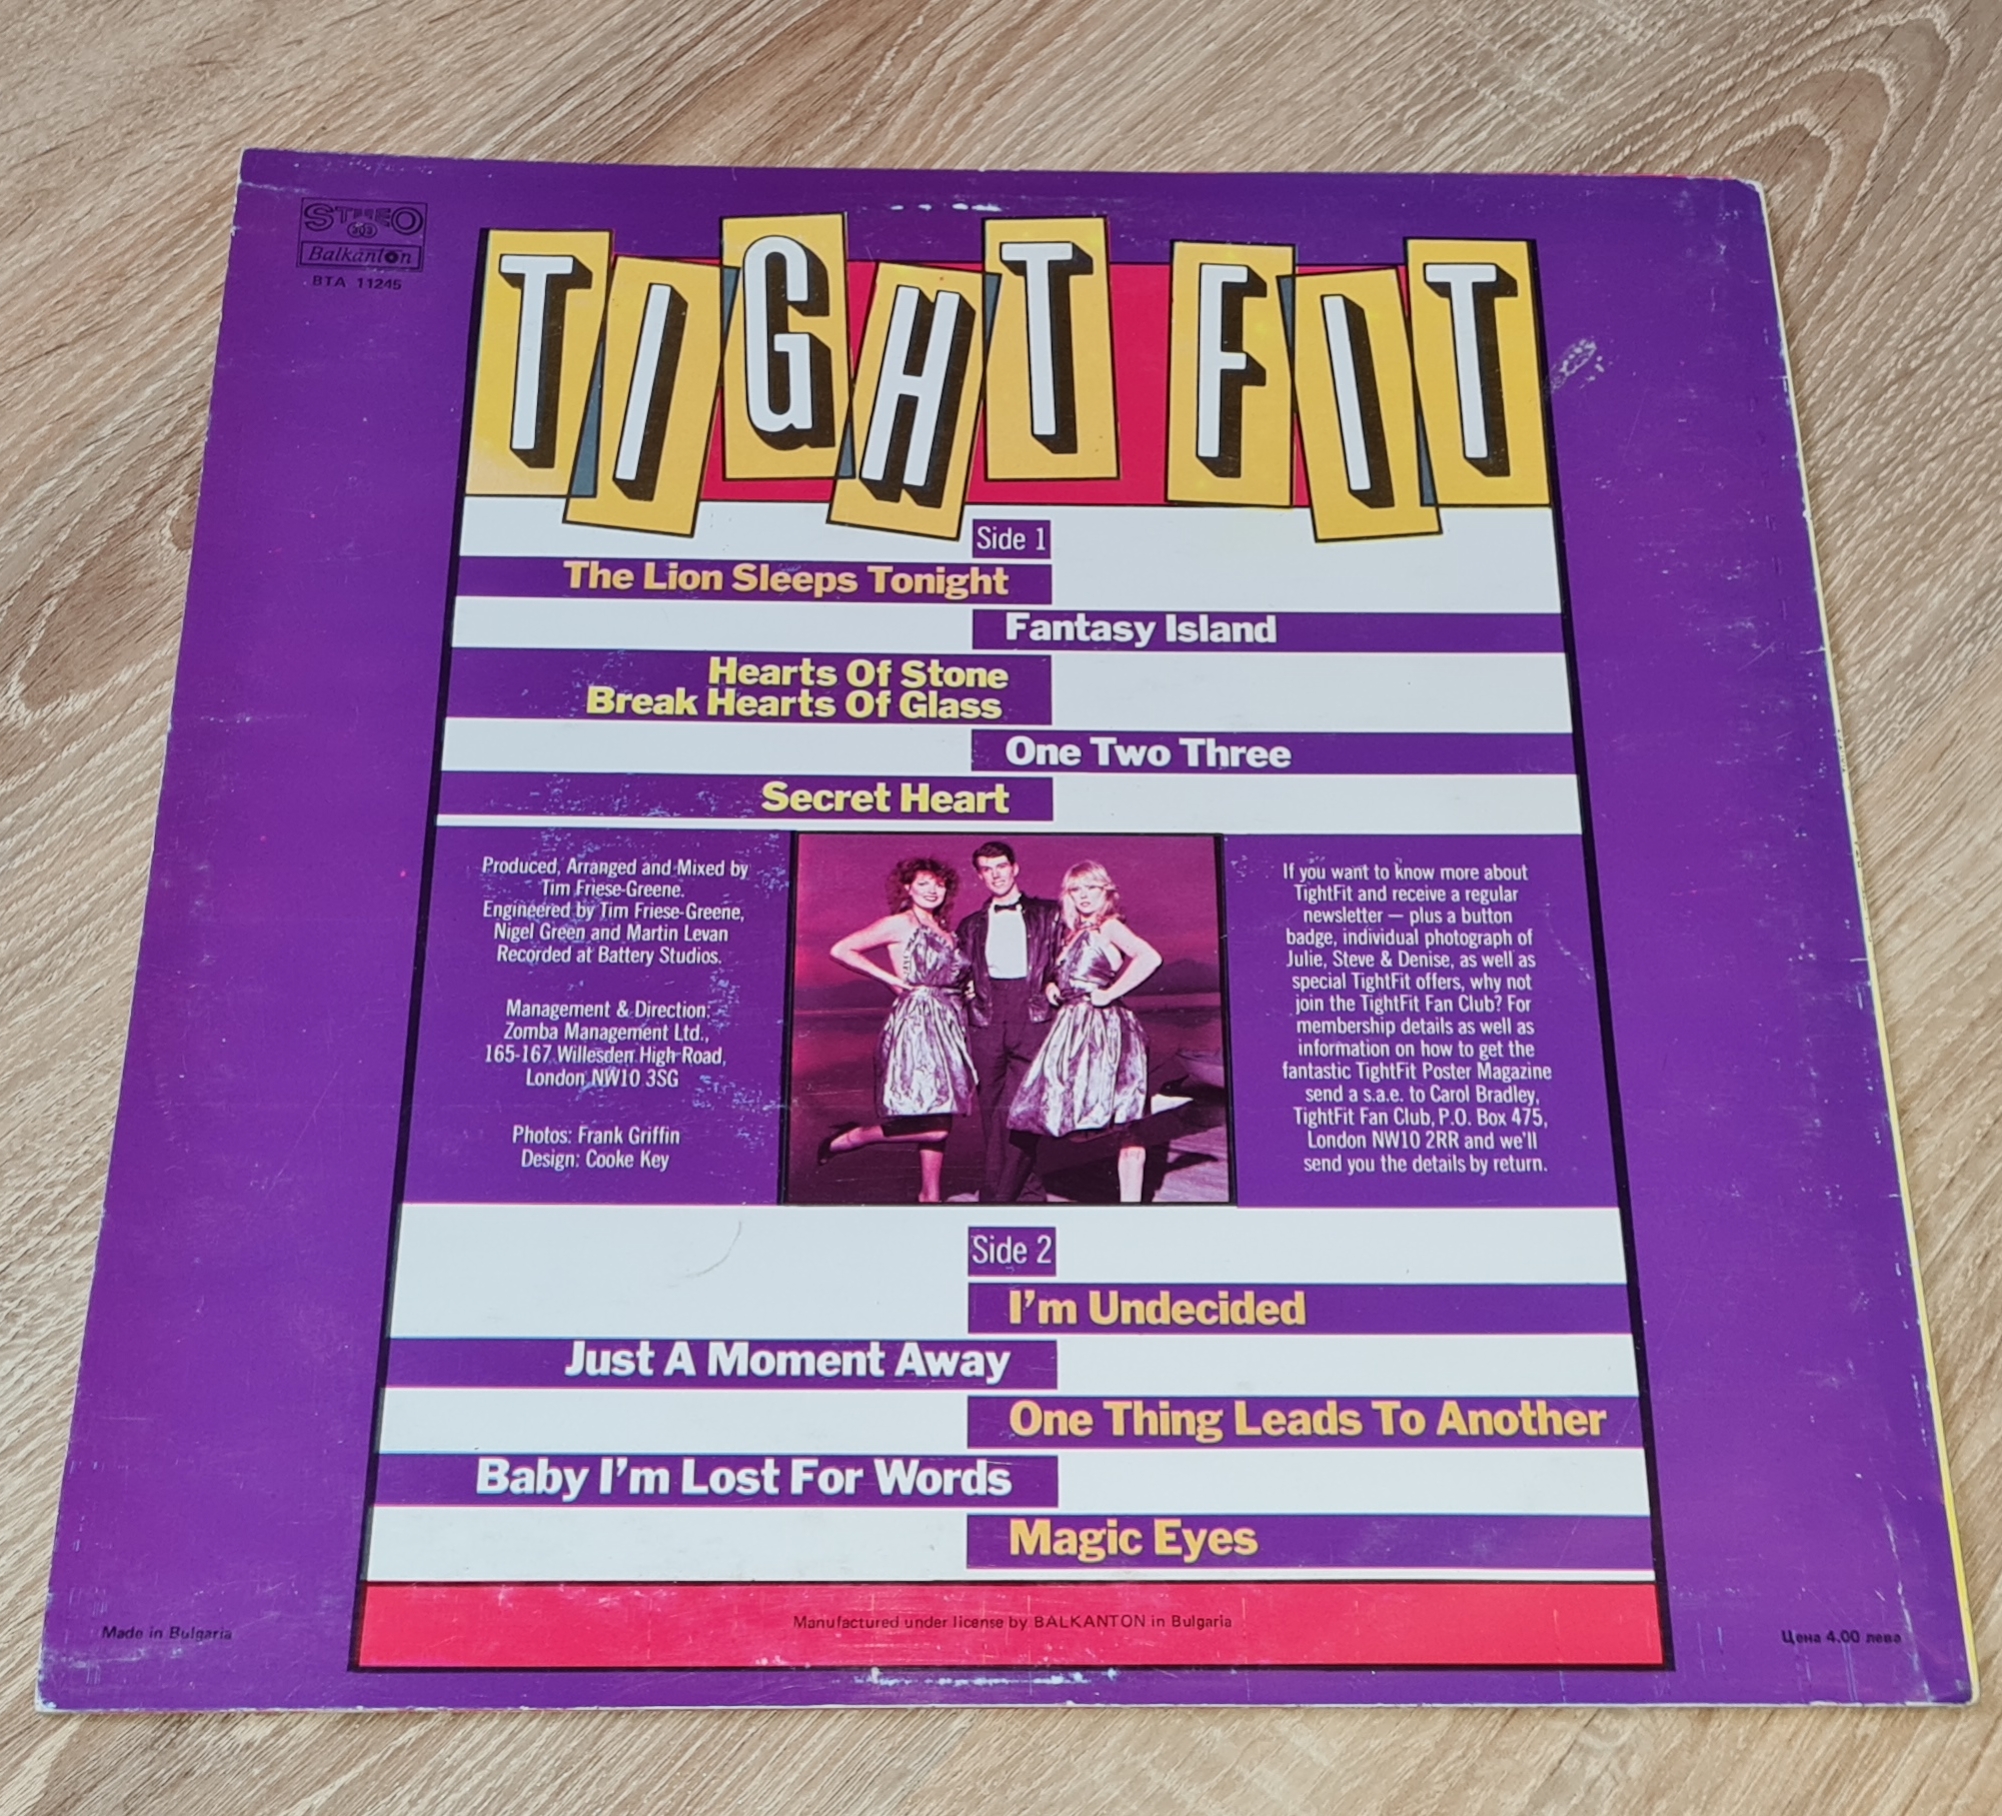 STEREO
33⅓
Balkanton
BTA 11245
TIGHT FIT
Side 1
The Lion Sleeps Tonight
Fantasy Island
Hearts Of Stone
Break Hearts Of Glass
One Two Three
Secret Heart
Produced, Arranged and Mixed by
Tim Friese-Greene.
Engineered by Tim Friese-Greene,
Nigel Green and Martin Levan
Recorded at Battery Studios.
Management & Direction:
Zomba Management Ltd.,
165-167 Willesden High Road,
London NW10 3SG
Photos: Frank Griffin
Design: Cooke Key
If you want to know more about
TightFit and receive a regular
newsletter — plus a button
badge, individual photograph of
Julie, Steve & Denise, as well as
special TightFit offers, why not
join the TightFit Fan Club? For
membership details as well as
information on how to get the
fantastic TightFit Poster Magazine
send a s.a.e. to Carol Bradley,
TightFit Fan Club, P.O. Box 475,
London NW10 2RR and we'll
send you the details by return.
Side 2
I'm Undecided
Just A Moment Away
One Thing Leads To Another
Baby I'm Lost For Words
Magic Eyes
Made in Bulgaria
Manufactured under license by BALKANTON in Bulgaria
Цена 4.00 лева